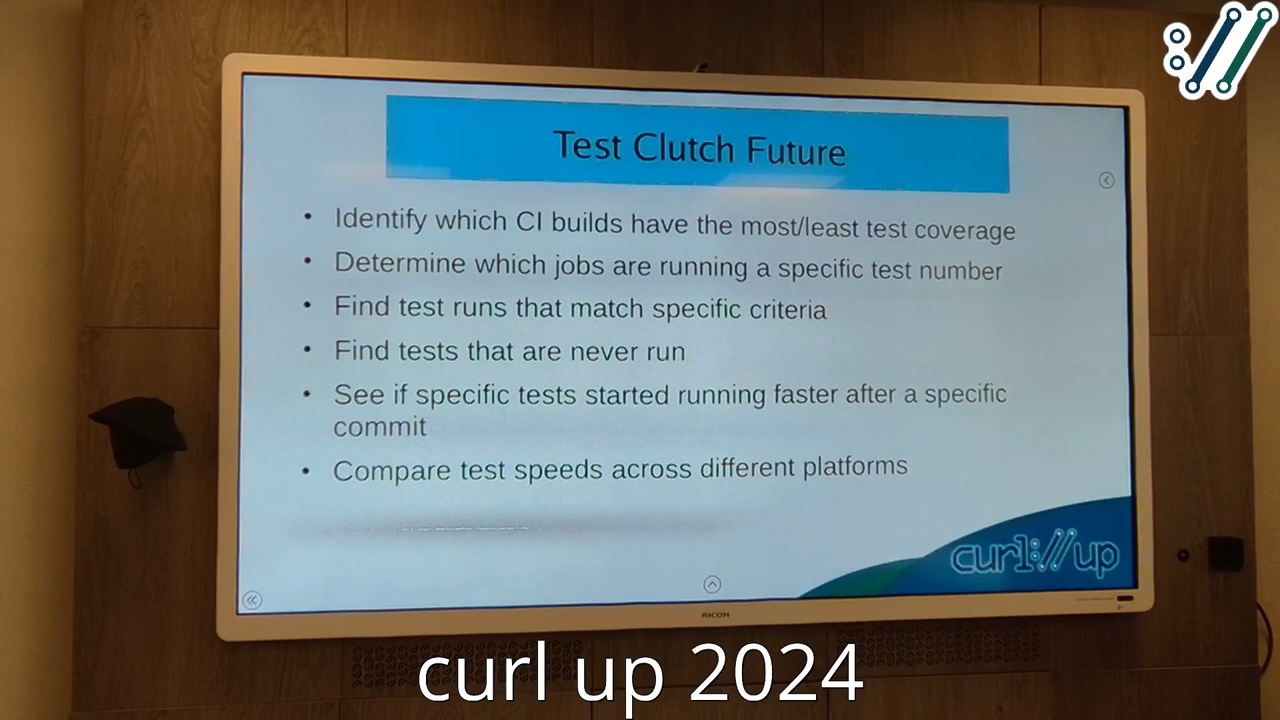 Test Clutch Future
• Identify which CI builds have the most/least test coverage
• Determine which jobs are running a specific test number
• Find test runs that match specific criteria
• Find tests that are never run
• See if specific tests started running faster after a specific
commit
• Compare test speeds across different platforms
curl:// up
RICOH
curl up 2024